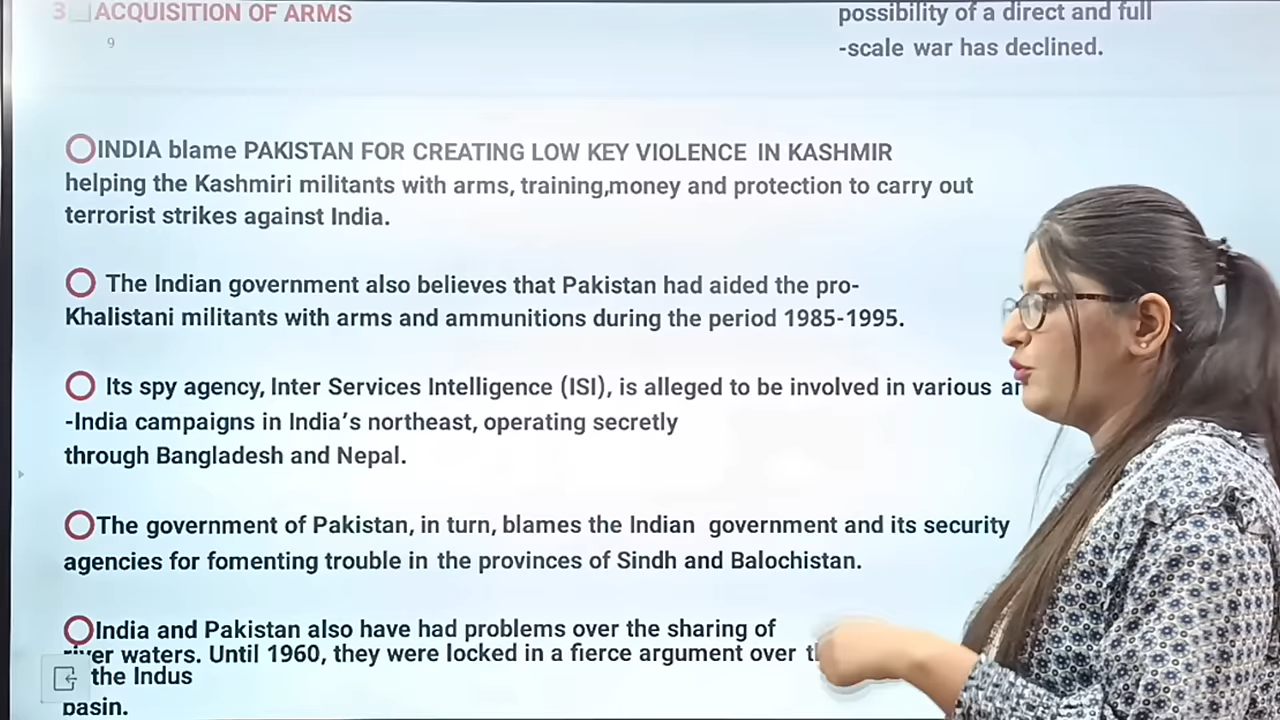 3 ACQUISITION OF ARMS
9
possibility of a direct and full
-scale war has declined.
INDIA blame PAKISTAN FOR CREATING LOW KEY VIOLENCE IN KASHMIR
helping the Kashmiri militants with arms, training,money and protection to carry out
terrorist strikes against India.
The Indian government also believes that Pakistan had aided the pro-
Khalistani militants with arms and ammunitions during the period 1985-1995.
Its spy agency, Inter Services Intelligence (ISI), is alleged to be involved in various
-India campaigns in India's northeast, operating secretly
through Bangladesh and Nepal.
The government of Pakistan, in turn, blames the Indian government and its security
agencies for fomenting trouble in the provinces of Sindh and Balochistan.
India and Pakistan also have had problems over the sharing of
river waters. Until 1960, they were locked in a fierce argument over
the Indus
basin.